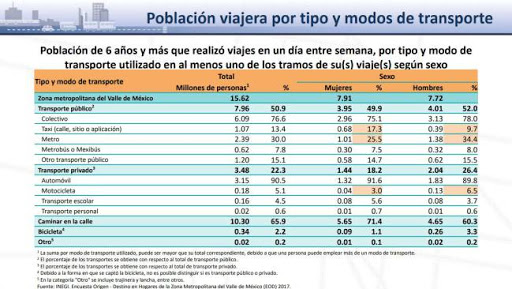 Población viajera por tipo y modos de transporte
Población de 6 años y más que realizó viajes en un día entre semana, por tipo y modo de
transporte utilizado en al menos uno de los tramos de su(s) viaje(s) según sexo
Tipo y modo de transporte Total Sexo
Millones de personas¹ % Mujeres % Hombres %
Zona metropolitana del Valle de México 15.62 7.91 7.72
Transporte público² 7.96 50.9 3.95 49.9 4.01 52.0
Colectivo 6.09 76.6 2.96 75.1 3.13 78.0
Taxi (calle, sitio o aplicación) 1.07 13.4 0.68 17.3 0.39 9.7
Metro 2.39 30.0 1.01 25.5 1.38 34.4
Metrobús o Mexibús 0.62 7.8 0.30 7.7 0.32 8.0
Otro transporte público 1.20 15.1 0.58 14.7 0.62 15.5
Transporte privado³ 3.48 22.3 1.44 18.2 2.04 26.4
Automóvil 3.15 90.5 1.32 91.6 1.83 89.8
Motocicleta 0.18 5.1 0.04 3.0 0.13 6.5
Transporte escolar 0.16 4.5 0.08 5.6 0.08 3.7
Transporte personal 0.02 0.6 0.01 0.7 0.01 0.6
Caminar en la calle 10.30 65.9 5.65 71.4 4.65 60.3
Bicicleta⁴ 0.34 2.2 0.09 1.1 0.26 3.3
Otro⁵ 0.02 0.2 0.01 0.1 0.02 0.2
¹ La suma por modo de transporte utilizado, puede ser mayor que su total correspondiente, debido a que una persona puede emplear más de un modo de transporte.
² El porcentaje de los totales se obtiene con respecto al total de transporte público.
³ El porcentaje de los totales se obtiene con respecto al total de transporte privado.
⁴ Debido a la forma en que se captó la bicicleta, no es posible distinguir si es transporte público o privado.
⁵ En la categoría "Otro" se incluye trajinera y lancha, entre otros.
Fuente: INEGI. Encuesta Origen - Destino en Hogares de la Zona Metropolitana del Valle de México (EOD) 2017.